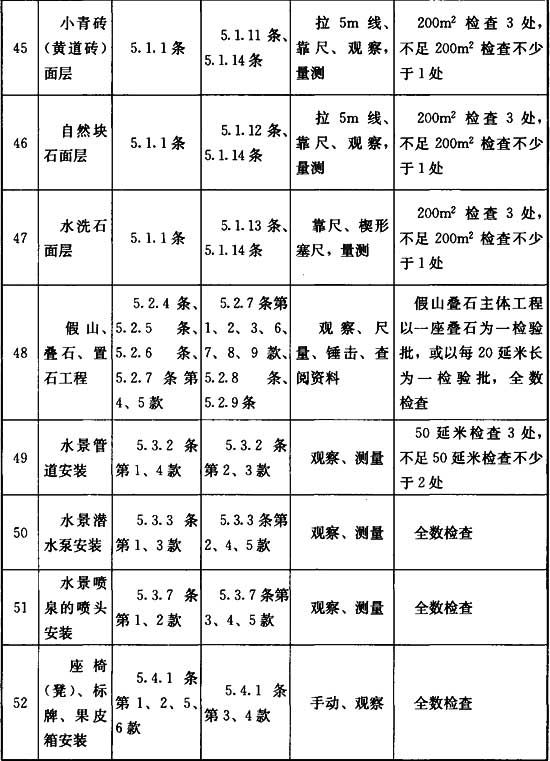 45
小青砖
（黄道砖）
面层
5.1.1条
5.1.11条、
5.1.14条
拉5m线、
靠尺、观察，
量测
200m² 检查3处，
不足200m²检查不少
于1处
46
自然块
石面层
5.1.1条
5.1.12条、
5.1.14条
拉5m线、
靠尺、观察，
量测
200m² 检查3处，
不足200m²检查不少
于1处
47
水洗石
面层
5.1.1条
5.1.13条、
5.1.14条
靠尺、楔形
塞尺，量测
200m² 检查3处，
不足200m²检查不少
于1处
48
假山、
叠石、置
石工程
5.2.4条、
5.2.5条、
5.2.6条、
5.2.7条第
4、5款
5.2.7条第
1、2、3、6、
7、8、9款、
5.2.8条、
5.2.9条
观察、尺
量、锤击、查
阅资料
假山叠石主体工程
以一座叠石为一检验
批，或以每20延米长
为一检验批，全数
检查
49
水景管
道安装
5.3.2条
第1、4款
5.3.2条
第2、3款
观察、测量
50延米检查3处，
不足50延米检查不少
于2处
50
水景潜
水泵安装
5.3.3条
第1、3款
5.3.3条第
2、4、5款
观察、测量
全数检查
51
水景喷
泉的喷头
安装
5.3.7条
第1、2款
5.3.7条第
3、4、5款
观察、测量
全数检查
52
座椅
（凳）、标
牌、果皮
箱安装
5.4.1条
第1、2、5、
6款
5.4.1条
第3、4款
手动、观察
全数检查